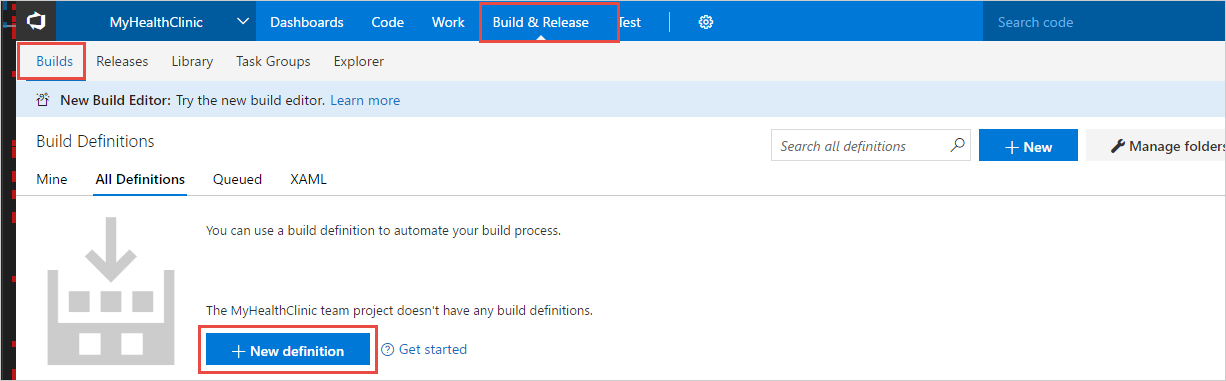 MyHealthClinic Dashboards Code Work Build & Release Test Search code
Builds Releases Library Task Groups Explorer
New Build Editor: Try the new build editor. Learn more
Build Definitions Search all definitions + New Manage folders
Mine All Definitions Queued XAML
You can use a build definition to automate your build process.
The MyHealthClinic team project doesn't have any build definitions.
+ New definition ? Get started